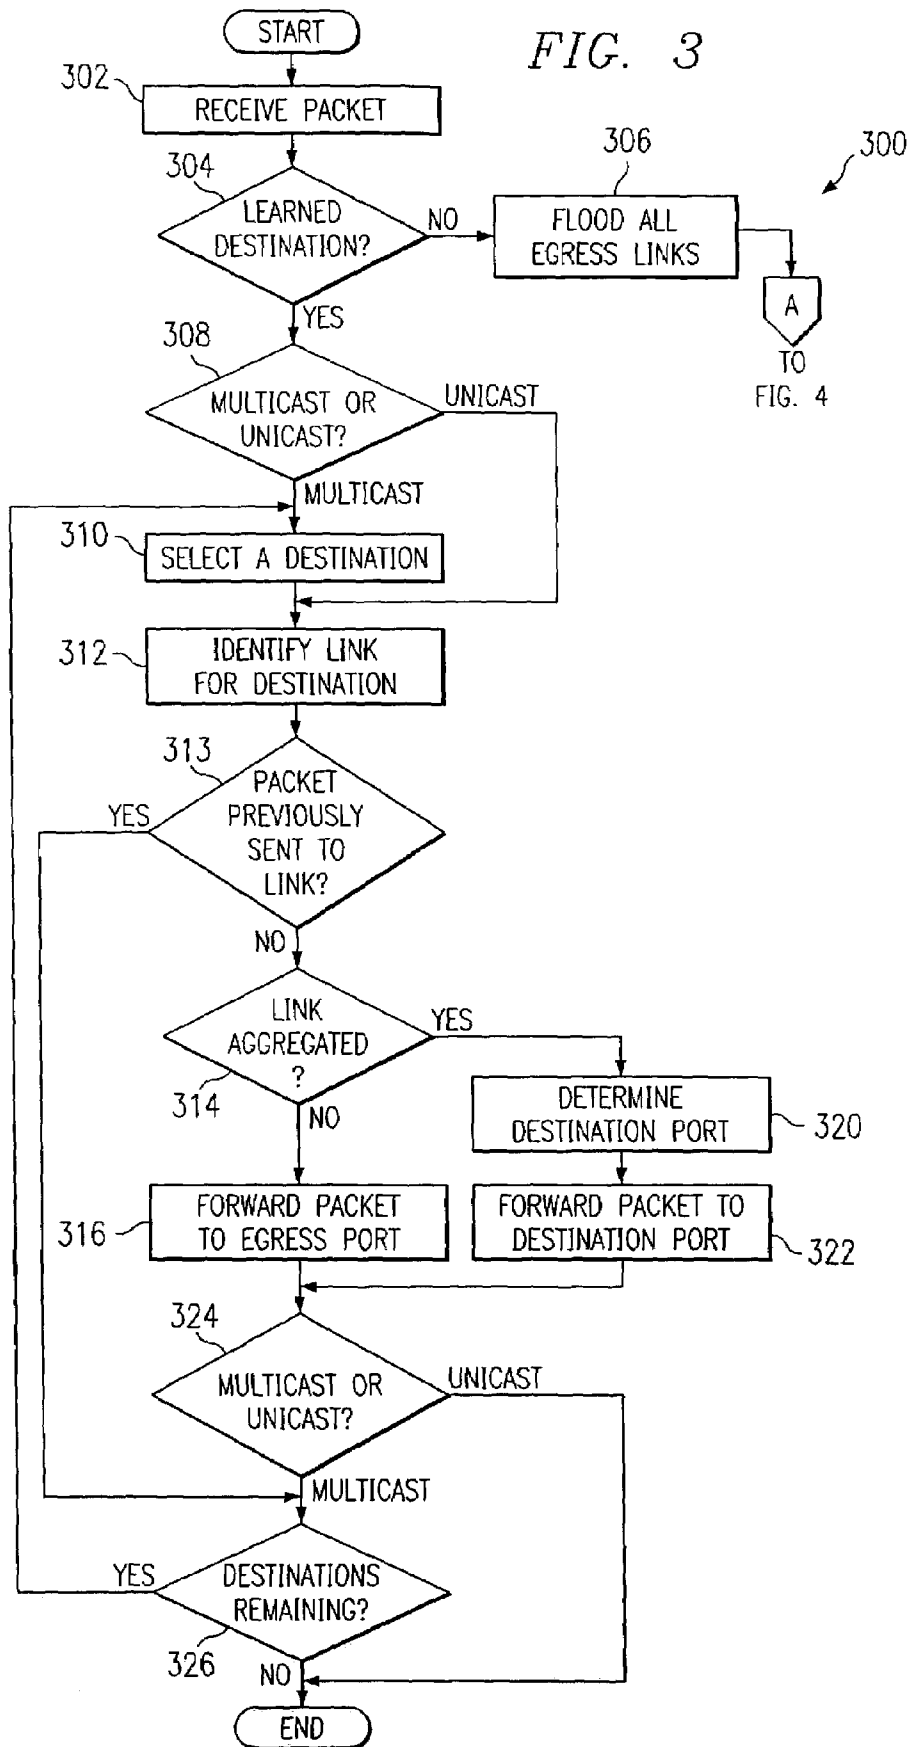 START
FIG. 3
302
RECEIVE PACKET
304
LEARNED
DESTINATION?
NO
306
FLOOD ALL
EGRESS LINKS
300
A
TO
FIG. 4
YES
308
MULTICAST OR
UNICAST?
UNICAST
MULTICAST
310
SELECT A DESTINATION
312
IDENTIFY LINK
FOR DESTINATION
313
PACKET
PREVIOUSLY
SENT TO
LINK?
YES
NO
LINK
AGGREGATED
?
314
YES
NO
DETERMINE
DESTINATION PORT
320
316
FORWARD PACKET
TO EGRESS PORT
FORWARD PACKET TO
DESTINATION PORT
322
324
MULTICAST OR
UNICAST?
UNICAST
MULTICAST
YES
DESTINATIONS
REMAINING?
326
NO
END